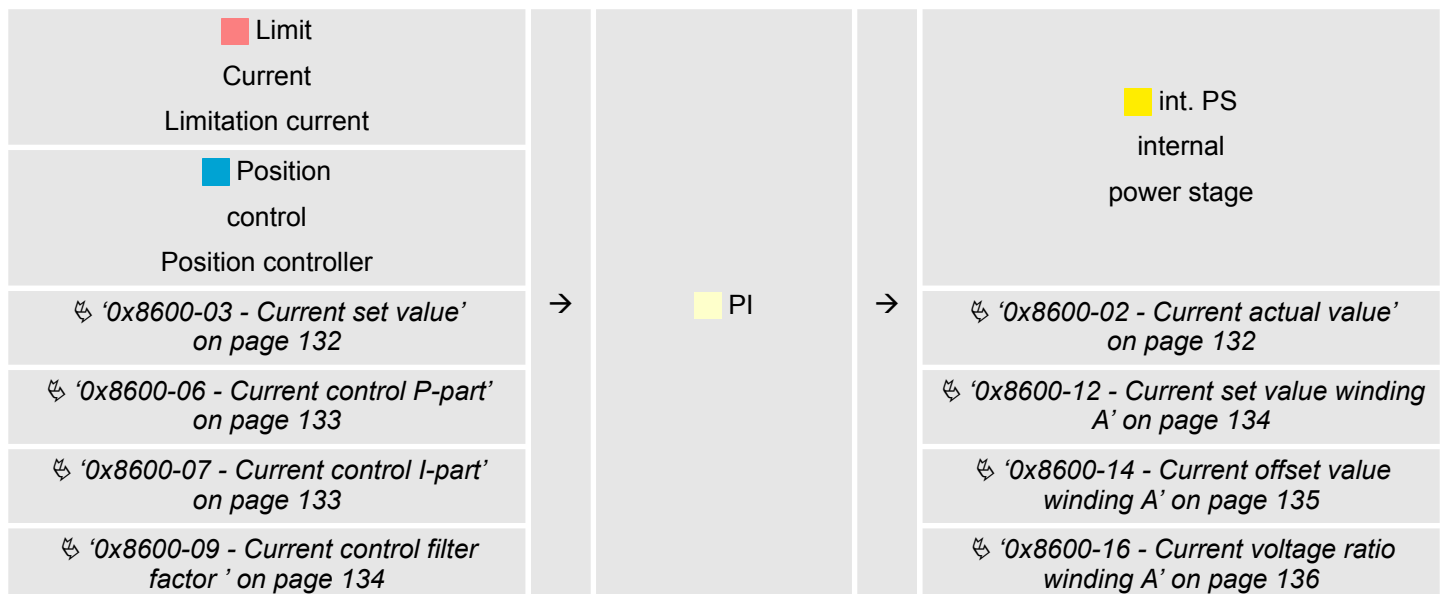 Limit
Current
Limitation current
Position
control
Position controller
'0x8600-03 - Current set value'
on page 132
'0x8600-06 - Current control P-part'
on page 133
'0x8600-07 - Current control I-part'
on page 133
'0x8600-09 - Current control filter
factor ' on page 134
→
PI
→
int. PS
internal
power stage
'0x8600-02 - Current actual value'
on page 132
'0x8600-12 - Current set value winding
A' on page 134
'0x8600-14 - Current offset value
winding A' on page 135
'0x8600-16 - Current voltage ratio
winding A' on page 136